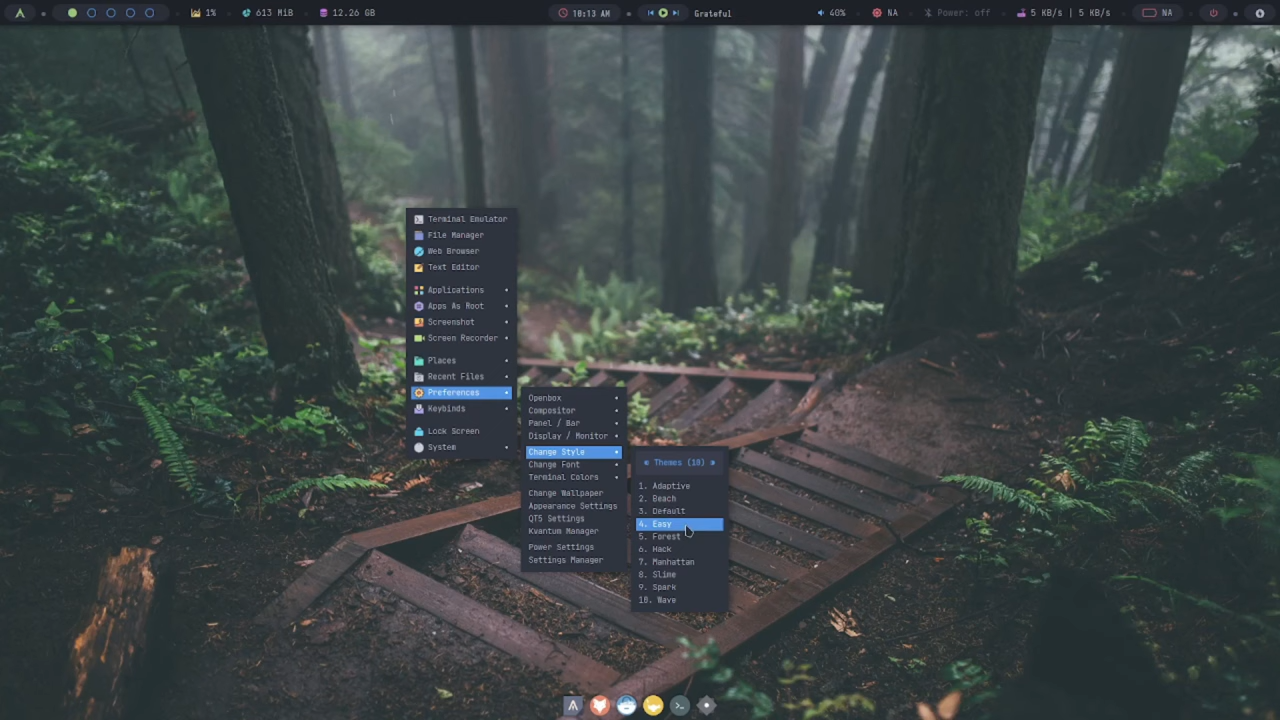 1% 613 MiB 12.26 GB 18:13 AM Grateful 40% NA Power: off 5 KB/s | 5 KB/s NA
Terminal Emulator
File Manager
Web Browser
Text Editor
Applications
Apps As Root
Screenshot
Screen Recorder
Places
Recent Files
Preferences
Keybinds
Lock Screen
System
Openbox
Compositor
Panel / Bar
Display / Monitor
Change Style
Change Font
Terminal Colors
Change Wallpaper
Appearance Settings
QT5 Settings
Kvantum Manager
Power Settings
Settings Manager
« Themes (10) »
1. Adaptive
2. Beach
3. Default
4. Easy
5. Forest
6. Hack
7. Manhattan
8. Slime
9. Spark
10. Wave